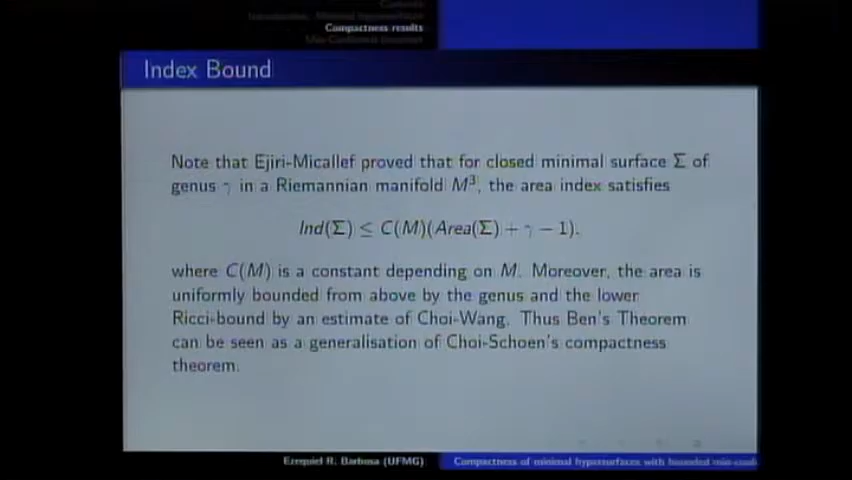 Compactness results
Index Bound
Note that Ejiri-Micallef proved that for closed minimal surface Σ of
genus γ in a Riemannian manifold M³, the area index satisfies
Ind(Σ) ≤ C(M)(Area(Σ) + γ − 1).
where C(M) is a constant depending on M. Moreover, the area is
uniformly bounded from above by the genus and the lower
Ricci-bound by an estimate of Choi-Wang. Thus Ben's Theorem
can be seen as a generalisation of Choi-Schoen's compactness
theorem.
Ezequiel R. Barbosa (UFMG)
Compactness of minimal hypersurfaces with bounded